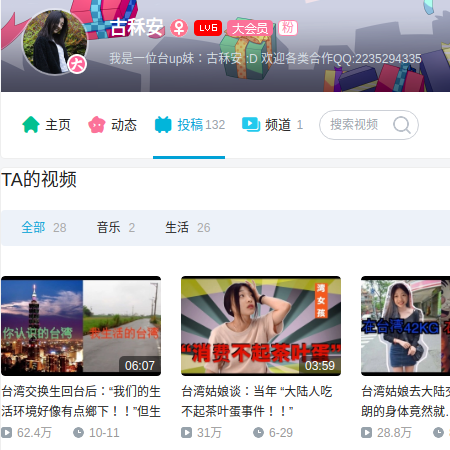 古秝安 LV6 大会员 粉
大
我是一位台up妹：古秝安 :D 欢迎各类合作QQ:2235294335
主页 动态 投稿 132 频道 1 搜索视频
TA的视频
全部 28 音乐 2 生活 26
你认识的台湾 我生活的台湾
06:07
湾女孩
"消费不起茶叶蛋"
03:59
在台湾42KG
台湾交换生回台后：“我们的生
活环境好像有点鄉下！！”但生
62.4万 10-11
台湾姑娘谈：当年 “大陆人吃
不起茶叶蛋事件！！”
31万 6-29
台湾姑娘去大陆交
朗的身体竟然就.
28.8万